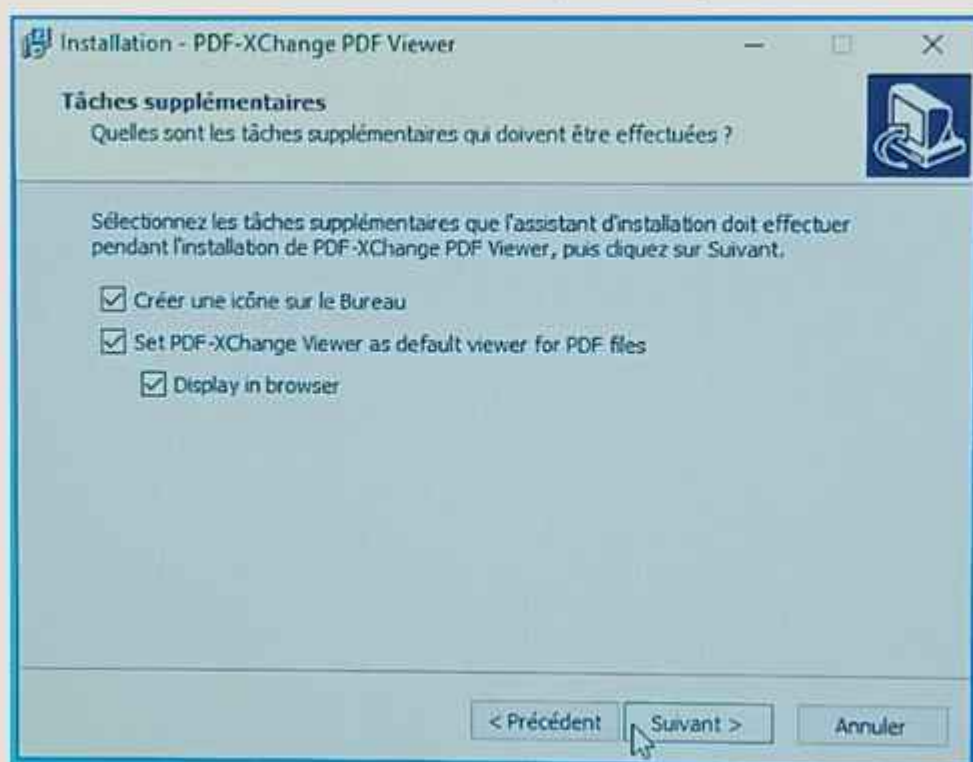 Installation - PDF-XChange PDF Viewer
Tâches supplémentaires
Quelles sont les tâches supplémentaires qui doivent être effectuées ?
Sélectionnez les tâches supplémentaires que l'assistant d'installation doit effectuer
pendant l'installation de PDF-XChange PDF Viewer, puis cliquez sur Suivant.
Créer une icône sur le Bureau
Set PDF-XChange Viewer as default viewer for PDF files
Display in browser
< Précédent
Suivant >
Annuler